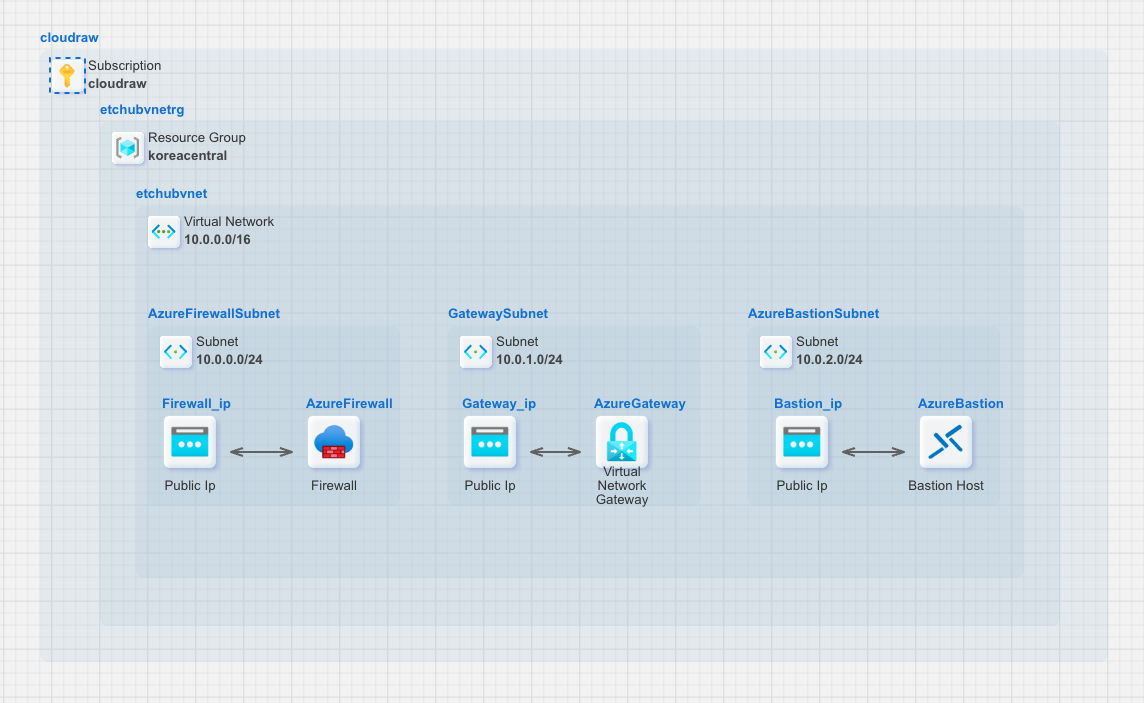 cloudraw
Subscription
cloudraw
etchubvnetrg
Resource Group
koreacentral
etchubvnet
Virtual Network
10.0.0.0/16
AzureFirewallSubnet
Subnet
10.0.0.0/24
Firewall_ip
Public Ip
AzureFirewall
Firewall
GatewaySubnet
Subnet
10.0.1.0/24
Gateway_ip
Public Ip
AzureGateway
Virtual
Network
Gateway
AzureBastionSubnet
Subnet
10.0.2.0/24
Bastion_ip
Public Ip
AzureBastion
Bastion Host